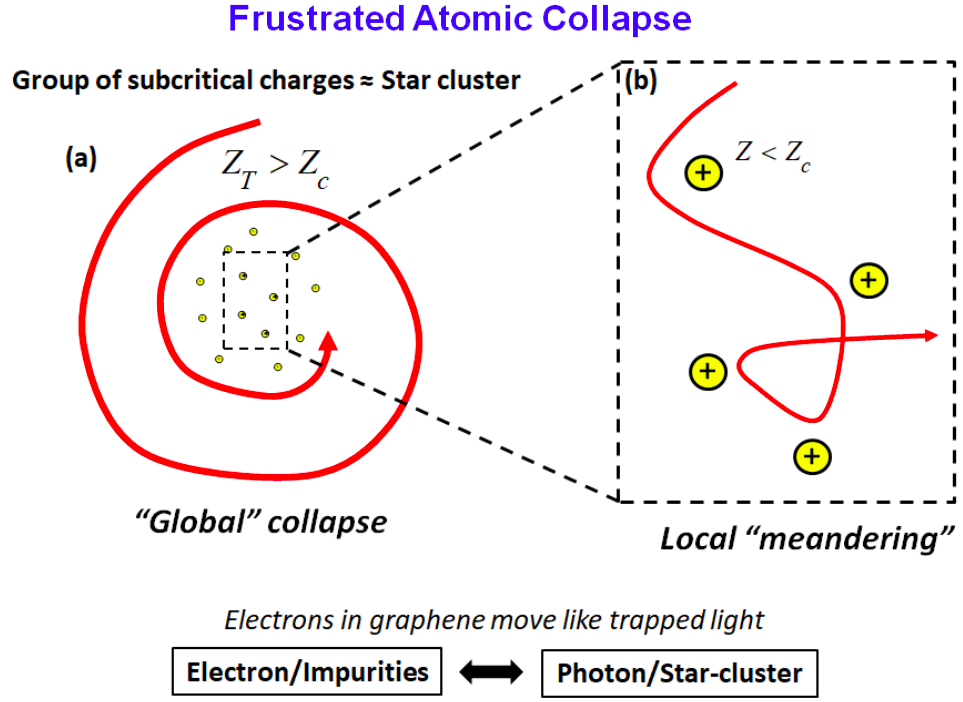 Frustrated Atomic Collapse
Group of subcritical charges ≈ Star cluster
(a)
Z_T > Z_c
"Global" collapse
(b)
Z < Z_c
+
+
+
+
Local "meandering"
Electrons in graphene move like trapped light
Electron/Impurities
Photon/Star-cluster